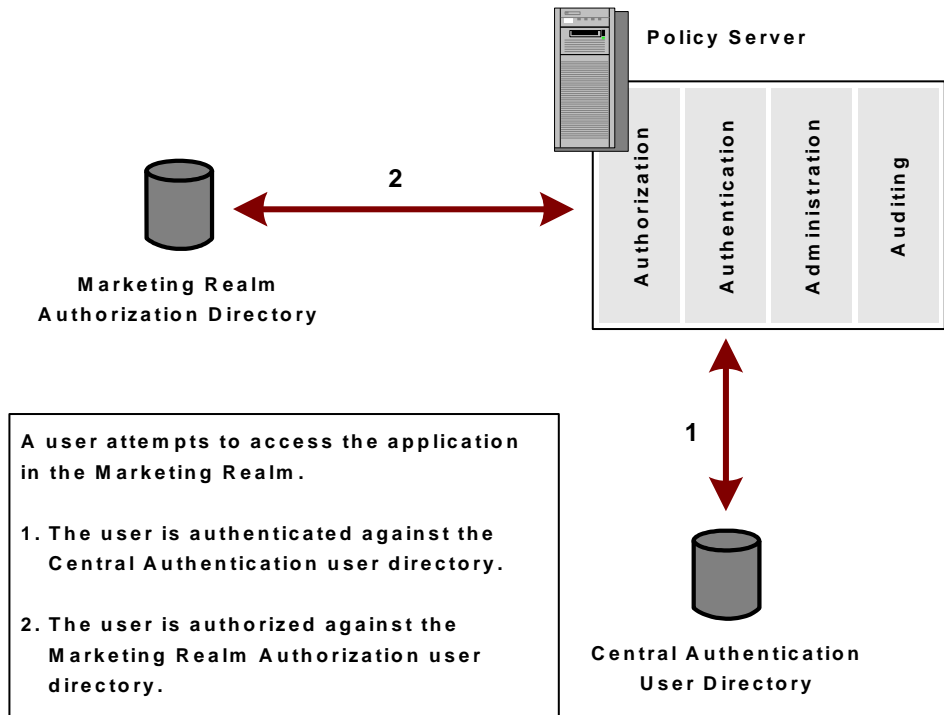 Policy Server
Authorization
Authentication
Administration
Auditing
2
Marketing Realm
Authorization Directory
1
A user attempts to access the application
in the Marketing Realm.
1. The user is authenticated against the
Central Authentication user directory.
2. The user is authorized against the
Marketing Realm Authorization user
directory.
Central Authentication
User Directory